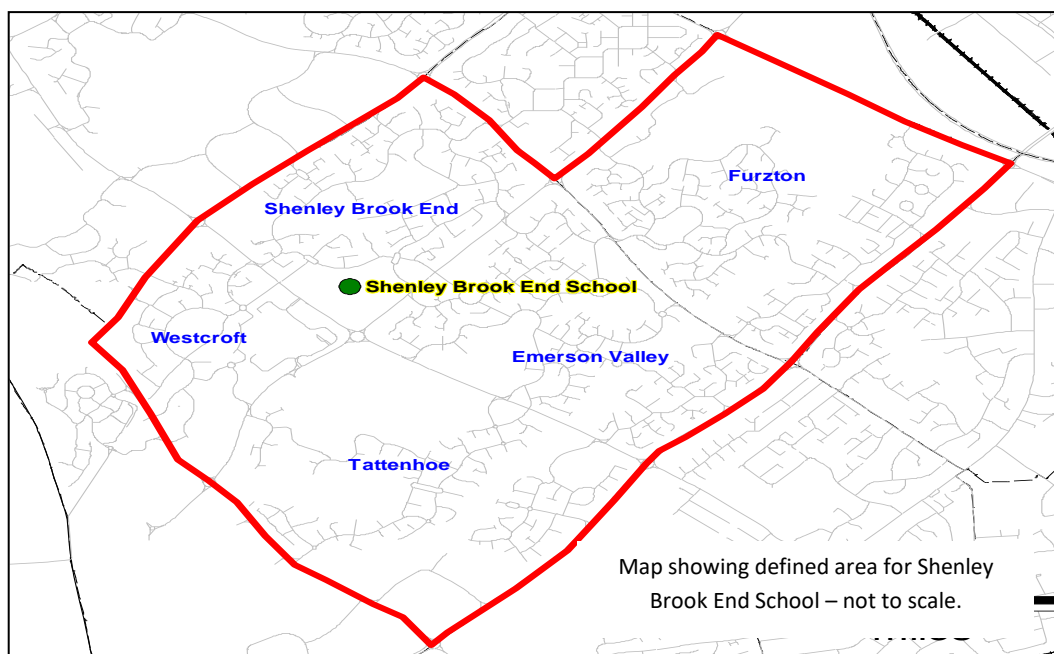 Furzton
Shenley Brook End
Shenley Brook End School
Westcroft
Emerson Valley
Tattenhoe
Map showing defined area for Shenley
Brook End School – not to scale.